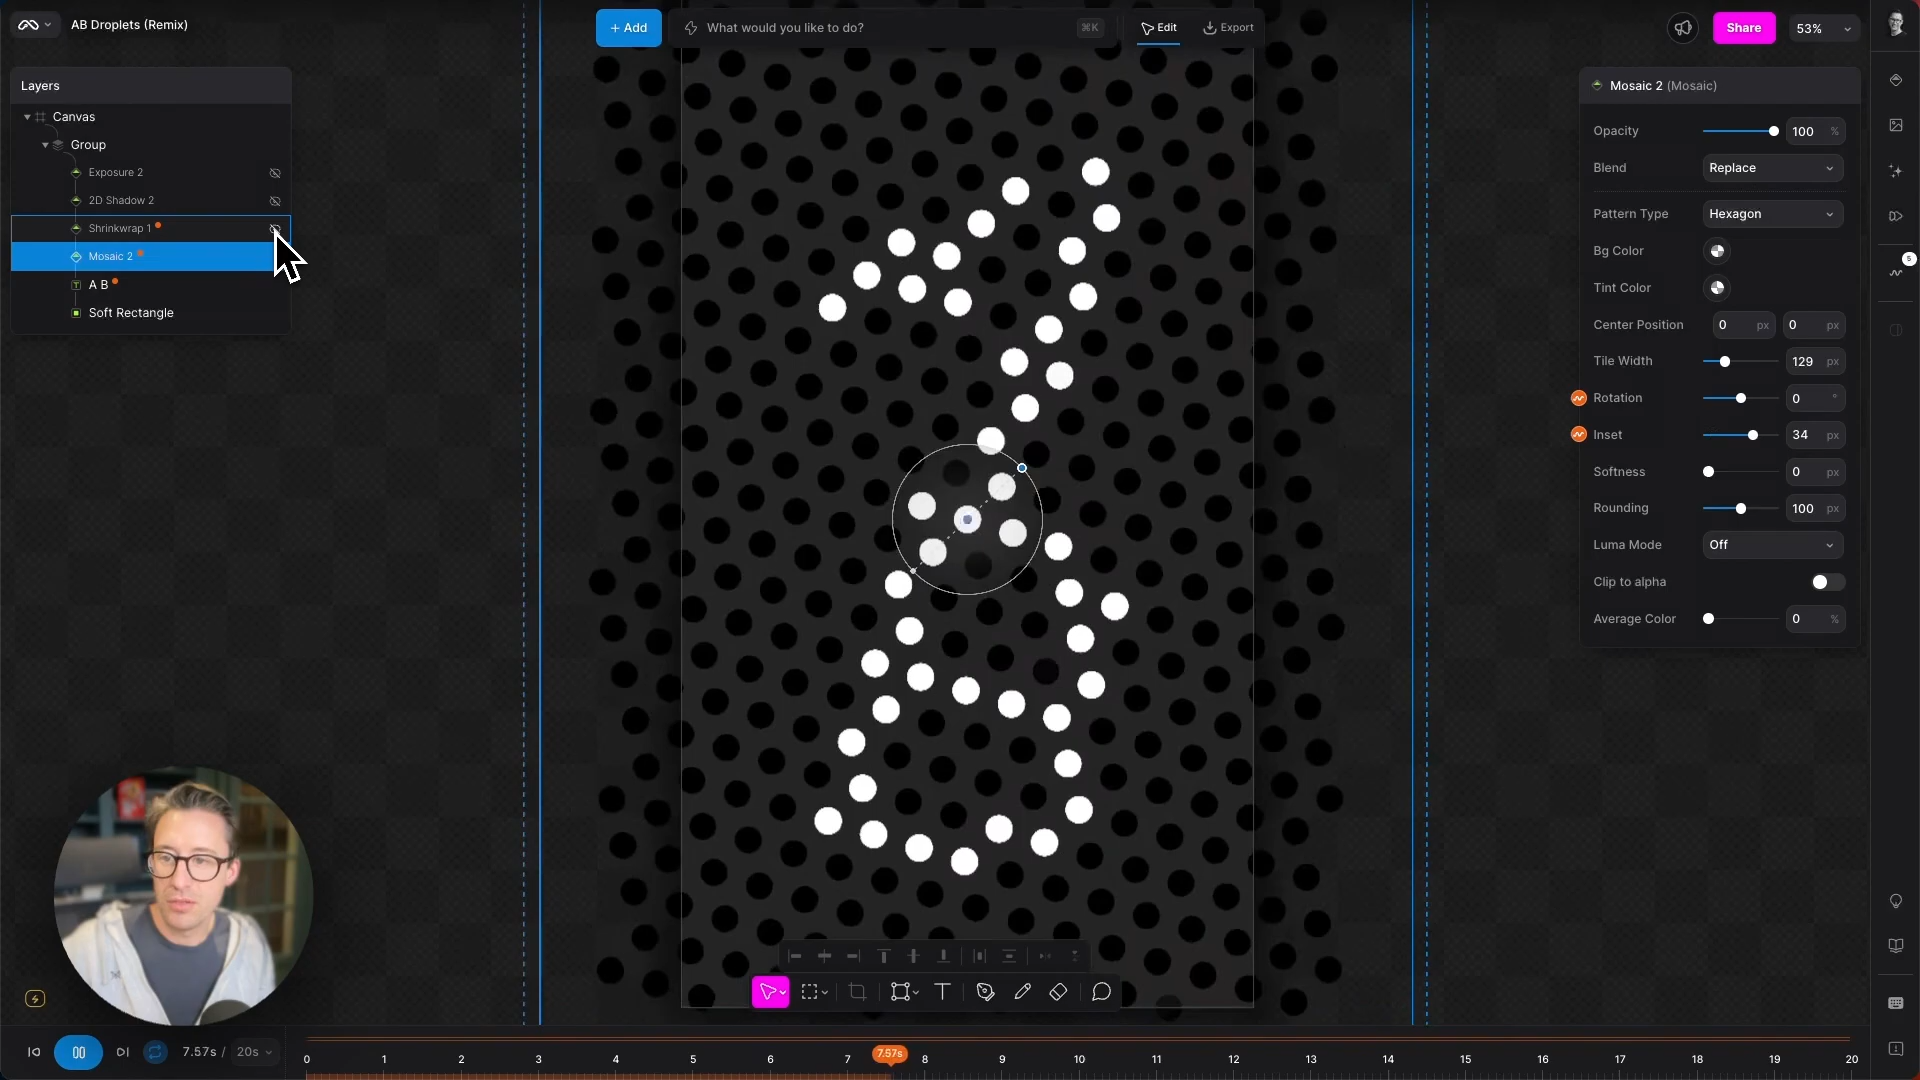 AB Droplets (Remix)
+ Add
What would you like to do?
⌘K
Edit
Export
Share
53%
Layers
Canvas
Group
Exposure 2
2D Shadow 2
Shrinkwrap 1
Mosaic 2
A B
Soft Rectangle
Mosaic 2 (Mosaic)
Opacity 100 %
Blend Replace
Pattern Type Hexagon
Bg Color
Tint Color
Center Position 0 px 0 px
Tile Width 129 px
Rotation 0 °
Inset 34 px
Softness 0 px
Rounding 100 px
Luma Mode Off
Clip to alpha
Average Color 0 %
5
7.57s / 20s
0 1 2 3 4 5 6 7 7.57s 8 9 10 11 12 13 14 15 16 17 18 19 20